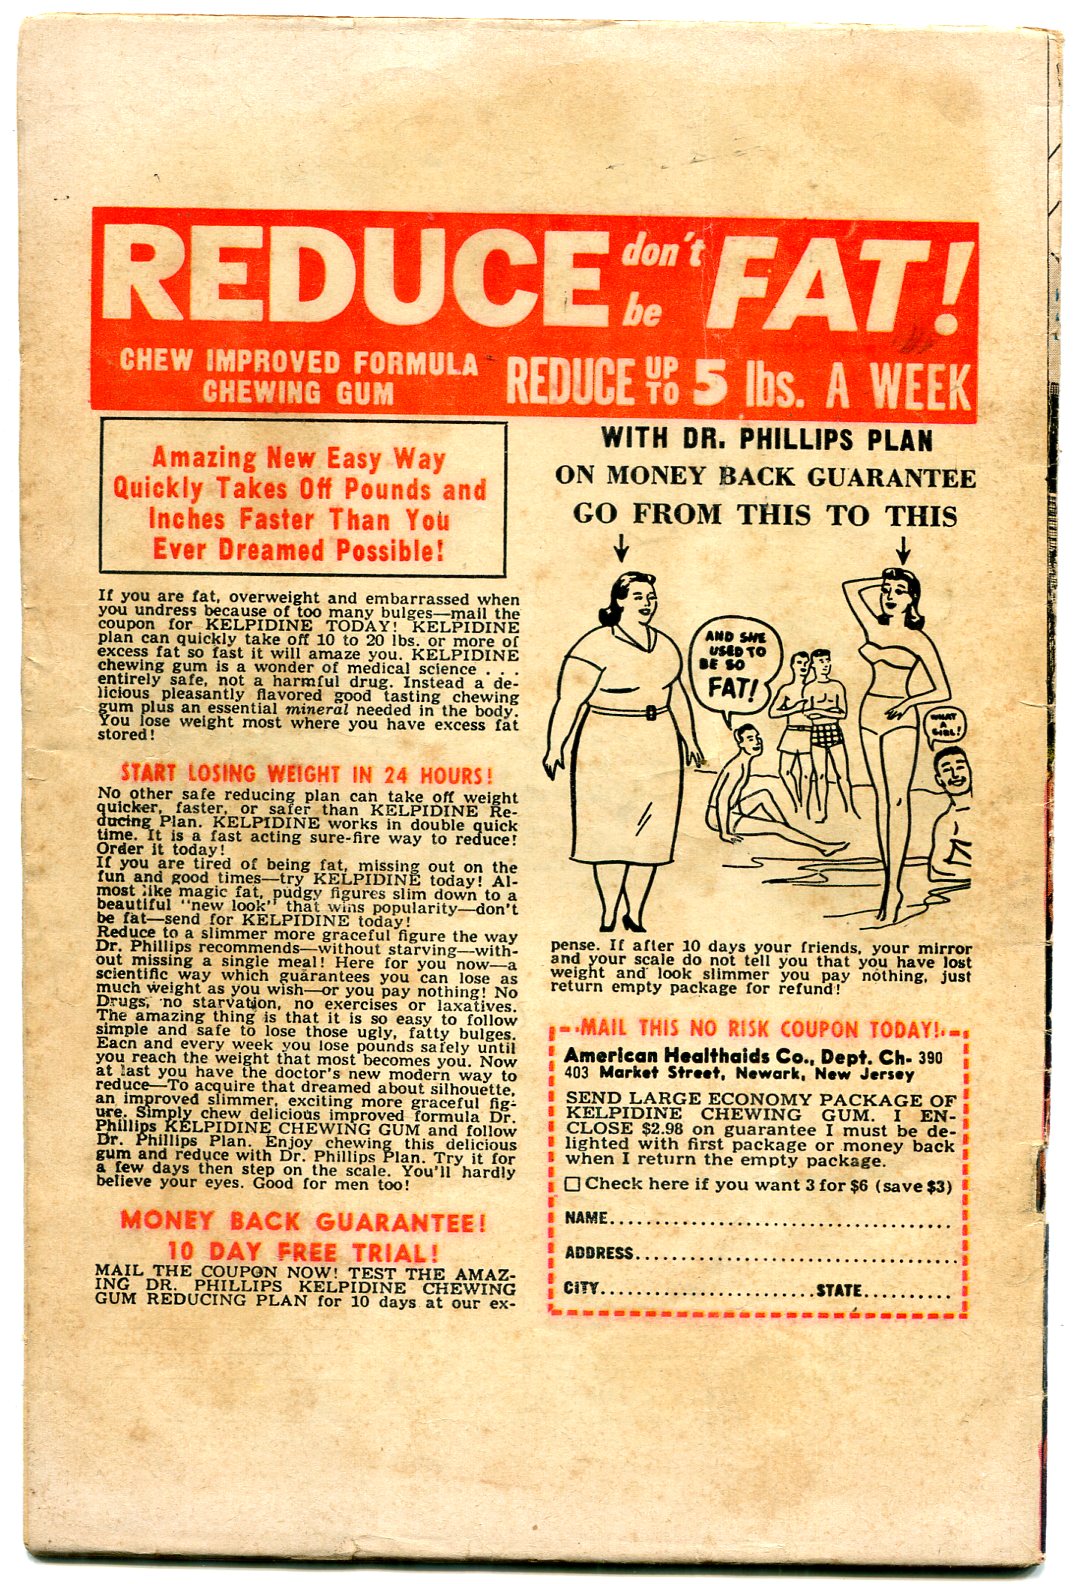 REDUCE don't be FAT!
CHEW IMPROVED FORMULA
CHEWING GUM
REDUCE UP TO 5 lbs. A WEEK
Amazing New Easy Way
Quickly Takes Off Pounds and
Inches Faster Than You
Ever Dreamed Possible!
If you are fat, overweight and embarrassed when
you undress because of too many bulges—mail the
coupon for KELPIDINE TODAY! KELPIDINE
plan can quickly take off 10 to 20 lbs. or more of
excess fat so fast it will amaze you. KELPIDINE
chewing gum is a wonder of medical science . . .
entirely safe, not a harmful drug. Instead a de-
licious pleasantly flavored good tasting chewing
gum plus an essential mineral needed in the body.
You lose weight most where you have excess fat
stored!
START LOSING WEIGHT IN 24 HOURS!
No other safe reducing plan can take off weight
quicker, faster, or safer than KELPIDINE Re-
ducing Plan. KELPIDINE works in double quick
time. It is a fast acting sure-fire way to reduce!
Order it today!
If you are tired of being fat, missing out on the
fun and good times—try KELPIDINE today! Al-
most like magic fat, pudgy figures slim down to a
beautiful "new look" that wins popularity—don't
be fat—send for KELPIDINE today!
Reduce to a slimmer more graceful figure the way
Dr. Phillips recommends—without starving—with-
out missing a single meal! Here for you now—a
scientific way which guarantees you can lose as
much weight as you wish—or you pay nothing! No
Drugs, no starvation, no exercises or laxatives.
The amazing thing is that it is so easy to follow
simple and safe to lose those ugly, fatty bulges.
Each and every week you lose pounds safely until
you reach the weight that most becomes you. Now
at last you have the doctor's new modern way to
reduce—To acquire that dreamed about silhouette,
an improved slimmer, exciting more graceful fig-
ure. Simply chew delicious improved formula Dr.
Phillips KELPIDINE CHEWING GUM and follow
Dr. Phillips Plan. Enjoy chewing this delicious
gum and reduce with Dr. Phillips Plan. Try it for
a few days then step on the scale. You'll hardly
believe your eyes. Good for men too!
MONEY BACK GUARANTEE!
10 DAY FREE TRIAL!
MAIL THE COUPON NOW! TEST THE AMAZ-
ING DR. PHILLIPS KELPIDINE CHEWING
GUM REDUCING PLAN for 10 days at our ex-
WITH DR. PHILLIPS PLAN
ON MONEY BACK GUARANTEE
GO FROM THIS TO THIS
AND SHE
USED TO
BE SO
FAT!
WHAT
A
GIRL!
pense. If after 10 days your friends, your mirror
and your scale do not tell you that you have lost
weight and look slimmer you pay nothing, just
return empty package for refund!
MAIL THIS NO RISK COUPON TODAY!
American Healthaids Co., Dept. Ch- 390
403 Market Street, Newark, New Jersey
SEND LARGE ECONOMY PACKAGE OF
KELPIDINE CHEWING GUM. I EN-
CLOSE $2.98 on guarantee I must be de-
lighted with first package or money back
when I return the empty package.
☐ Check here if you want 3 for $6 (save $3)
NAME....................................
ADDRESS..................................
CITY........................STATE..........